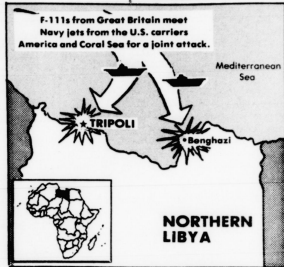 F-111s from Great Britain meet
Navy jets from the U.S. carriers
America and Coral Sea for a joint attack.
Mediterranean
Sea
TRIPOLI
Benghazi
NORTHERN
LIBYA